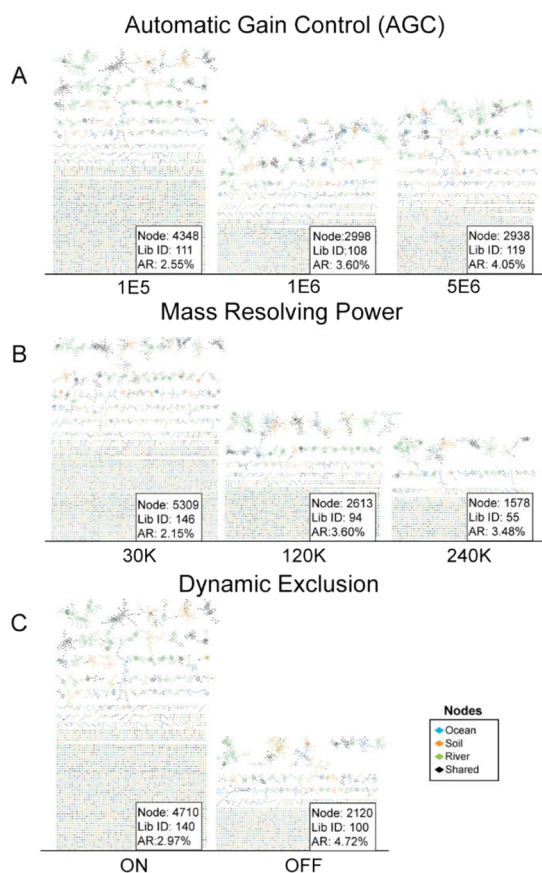 Automatic Gain Control (AGC)
A
Node: 4348
Lib ID: 111
AR: 2.55%
Node:2998
Lib ID:108
AR: 3.60%
Node: 2938
Lib ID: 119
AR: 4.05%
1E5 1E6 5E6
Mass Resolving Power
B
Node: 5309
Lib ID: 146
AR: 2.15%
Node: 2613
Lib ID: 94
AR:3.60%
Node: 1578
Lib ID: 55
AR: 3.48%
30K 120K 240K
Dynamic Exclusion
C
Nodes
Ocean
Soil
River
Shared
Node: 4710
Lib ID: 140
AR:2.97%
Node: 2120
Lib ID: 100
AR: 4.72%
ON OFF